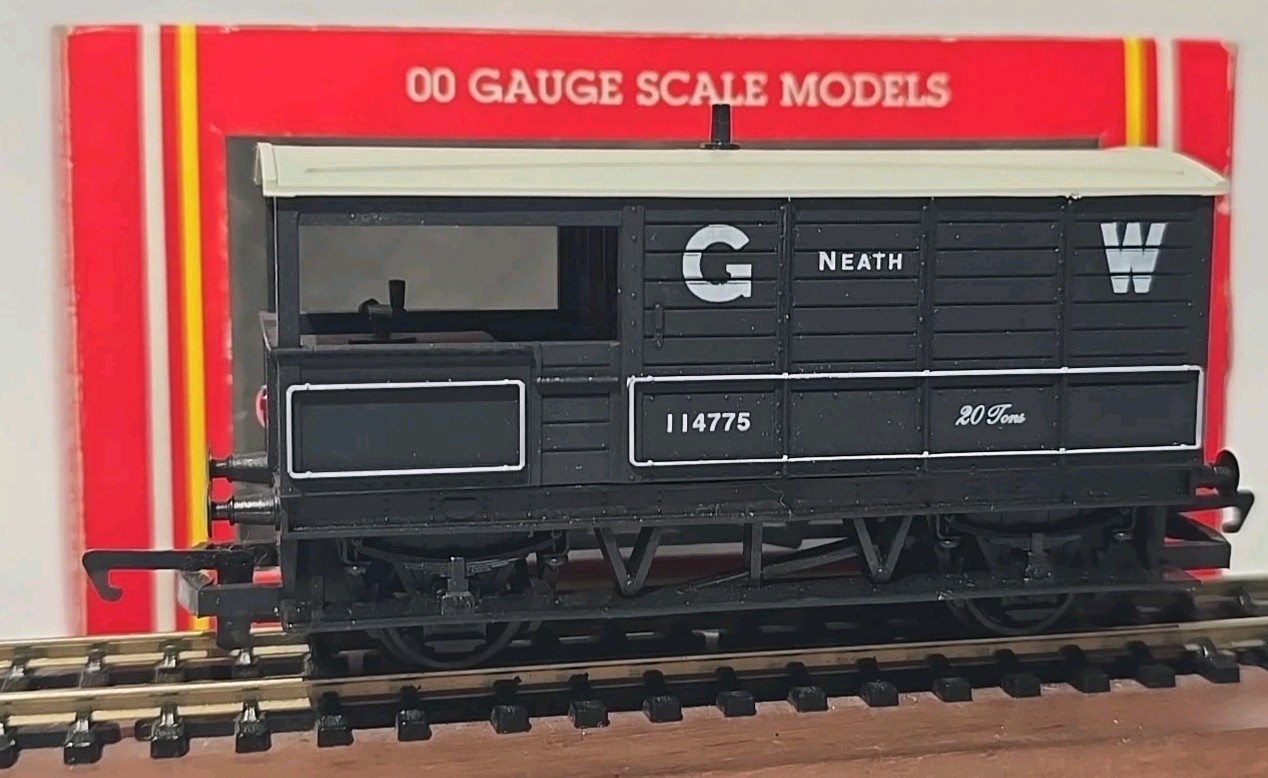 00 GAUGE SCALE MODELS
G NEATH W
114775 20 Tons